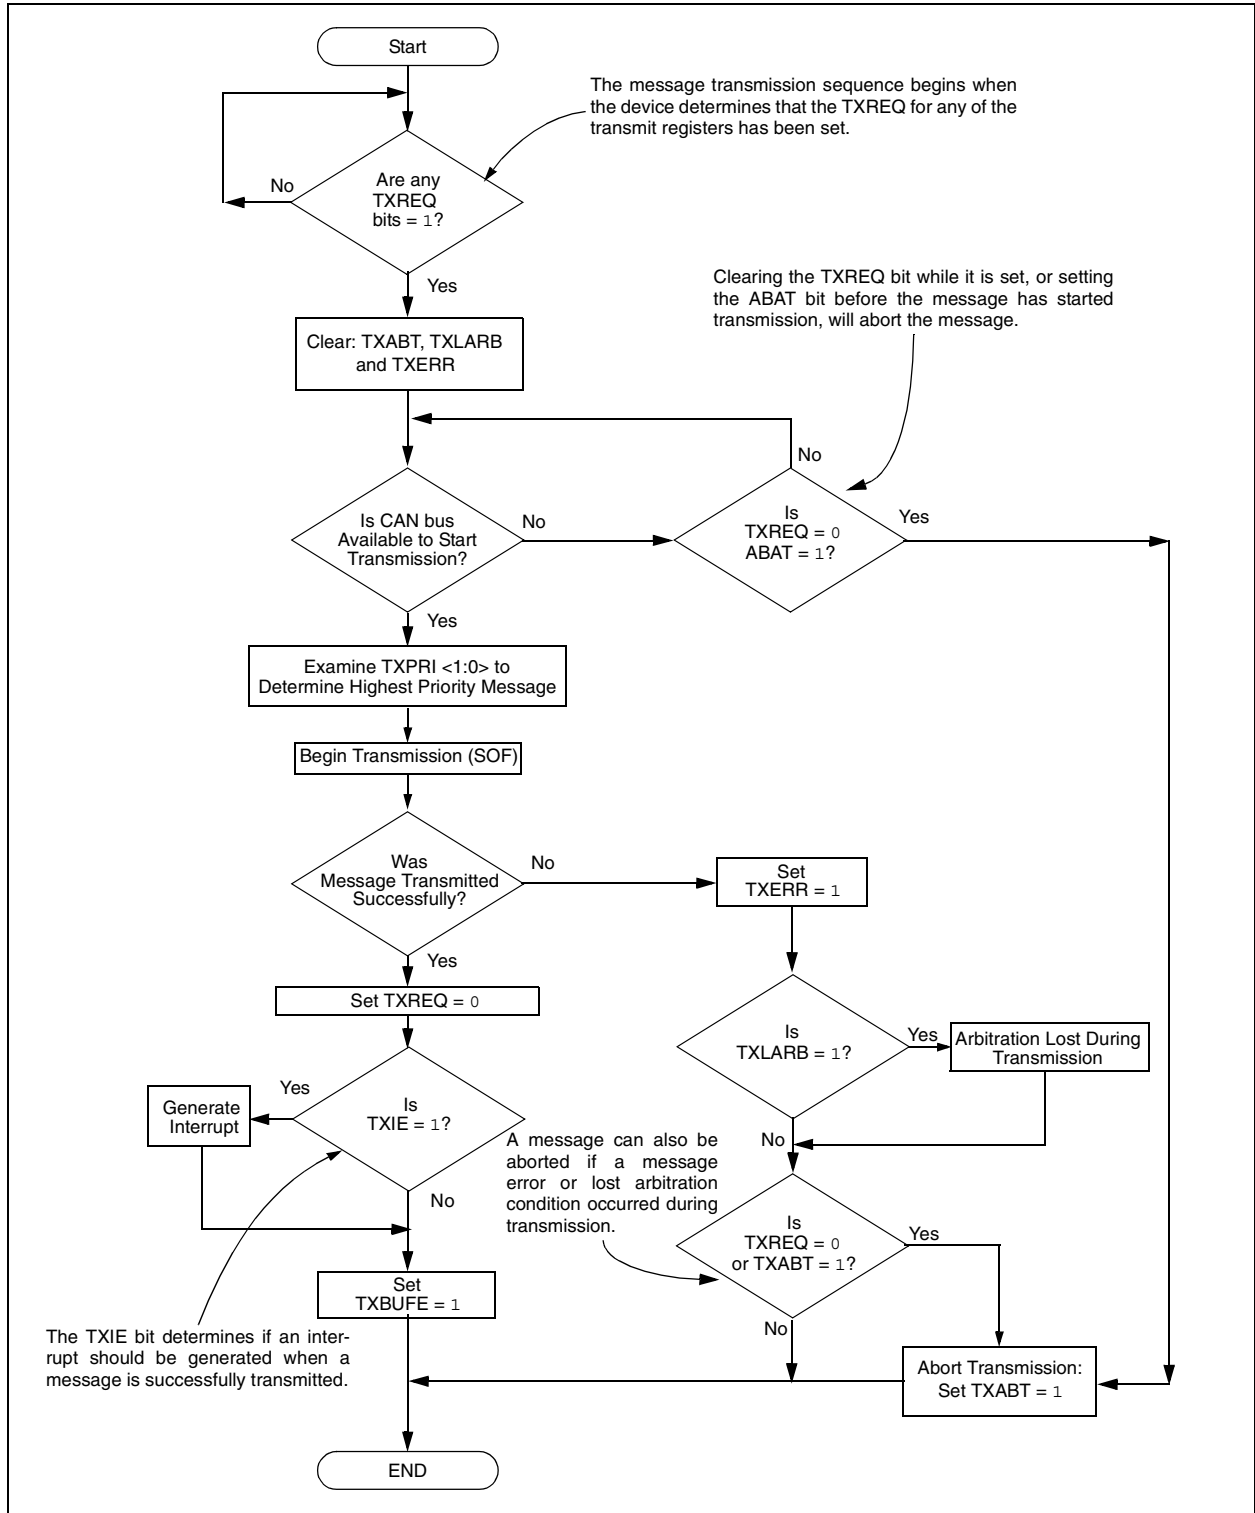 Start
The message transmission sequence begins when
the device determines that the TXREQ for any of the
transmit registers has been set.
No
Are any
TXREQ
bits = 1?
Yes
Clearing the TXREQ bit while it is set, or setting
the ABAT bit before the message has started
transmission, will abort the message.
Clear: TXABT, TXLARB
and TXERR
No
Is CAN bus
Available to Start
Transmission?
No
Is
TXREQ = 0
ABAT = 1?
Yes
Yes
Examine TXPRI <1:0> to
Determine Highest Priority Message
Begin Transmission (SOF)
Was
Message Transmitted
Successfully?
No
Set
TXERR = 1
Yes
Set TXREQ = 0
Is
TXLARB = 1?
Yes
Arbitration Lost During
Transmission
Yes
Generate
Interrupt
Is
TXIE = 1?
No
A message can also be
aborted if a message
error or lost arbitration
condition occurred during
transmission.
No
Is
TXREQ = 0
or TXABT = 1?
Yes
Set
TXBUFE = 1
No
The TXIE bit determines if an inter-
rupt should be generated when a
message is successfully transmitted.
Abort Transmission:
Set TXABT = 1
END